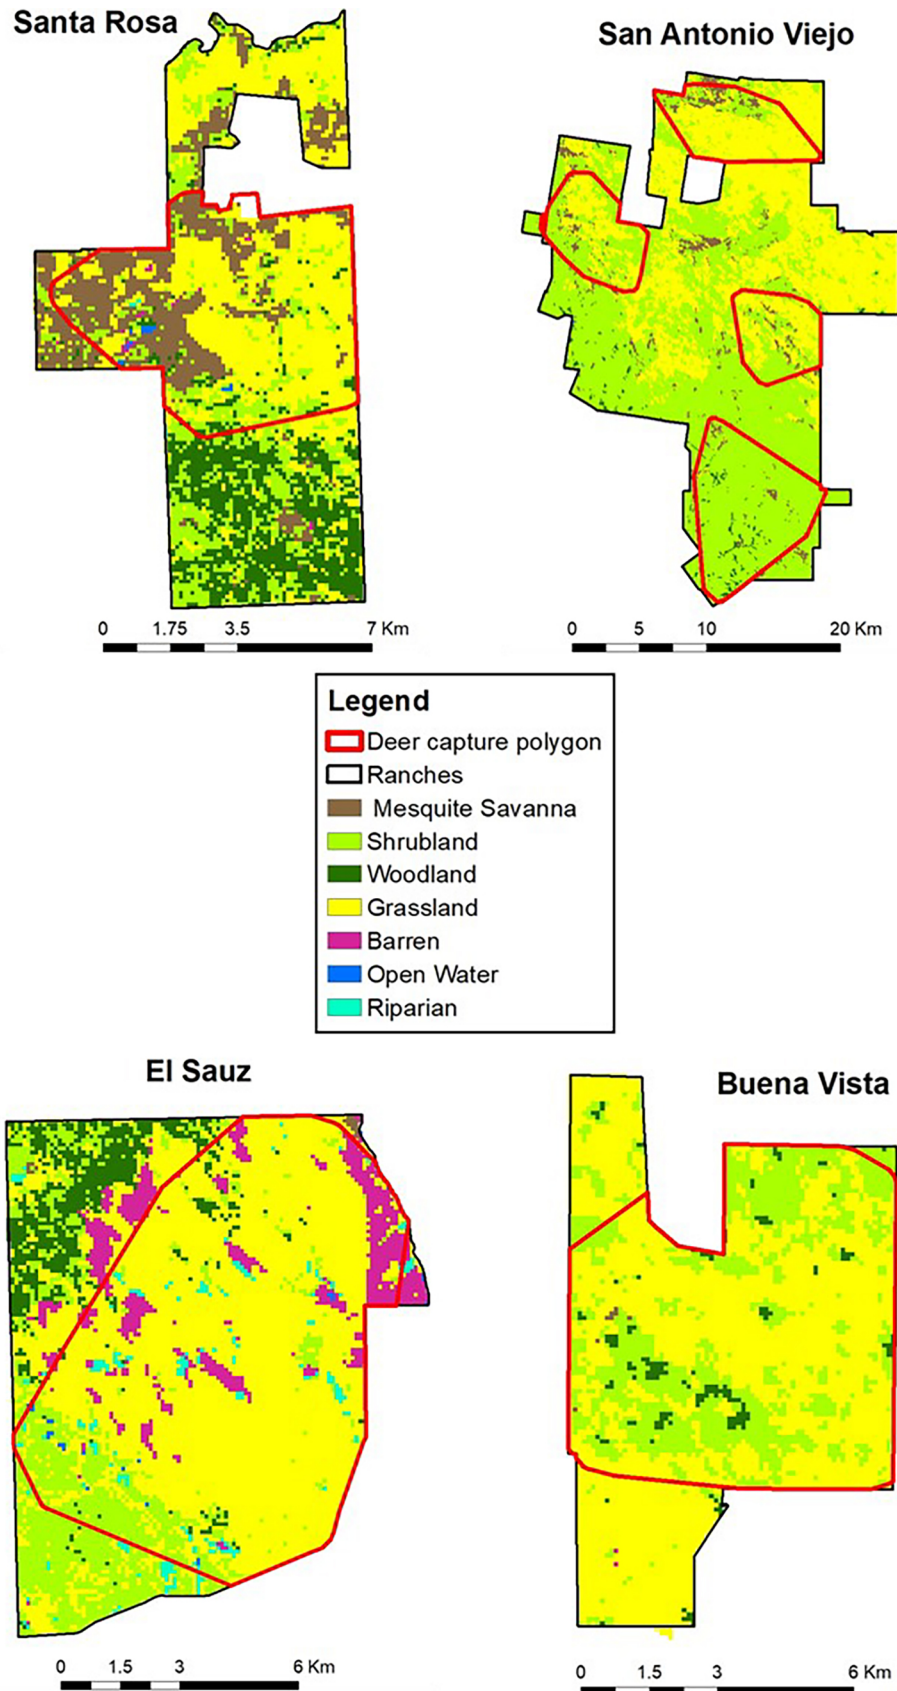 Santa Rosa
San Antonio Viejo
0 1.75 3.5 7 Km
0 5 10 20 Km
Legend
Deer capture polygon
Ranches
Mesquite Savanna
Shrubland
Woodland
Grassland
Barren
Open Water
Riparian
El Sauz
Buena Vista
0 1.5 3 6 Km
0 1.5 3 6 Km